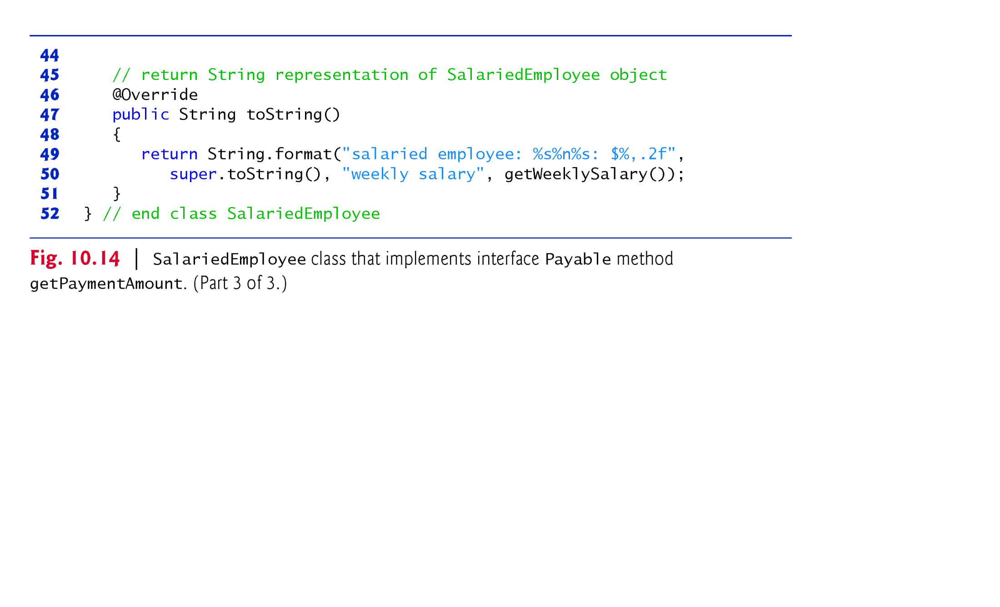 44
45 // return String representation of SalariedEmployee object
46 @Override
47 public String toString()
48 {
49 return String.format("salaried employee: %s%n%s: $%,.2f",
50 super.toString(), "weekly salary", getWeeklySalary());
51 }
52 } // end class SalariedEmployee
Fig. 10.14 | SalariedEmployee class that implements interface Payable method
getPaymentAmount. (Part 3 of 3.)